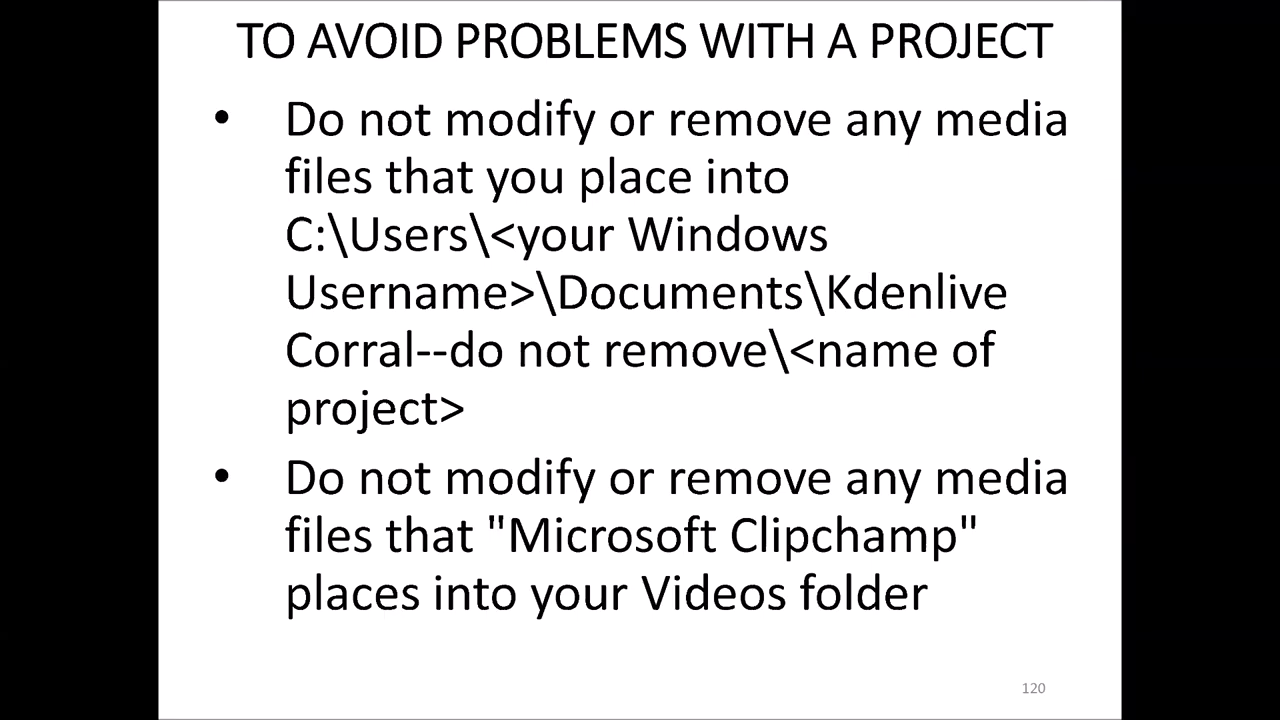 TO AVOID PROBLEMS WITH A PROJECT
• Do not modify or remove any media
files that you place into
C:\Users\<your Windows
Username>\Documents\Kdenlive
Corral--do not remove\<name of
project>
• Do not modify or remove any media
files that "Microsoft Clipchamp"
places into your Videos folder
120